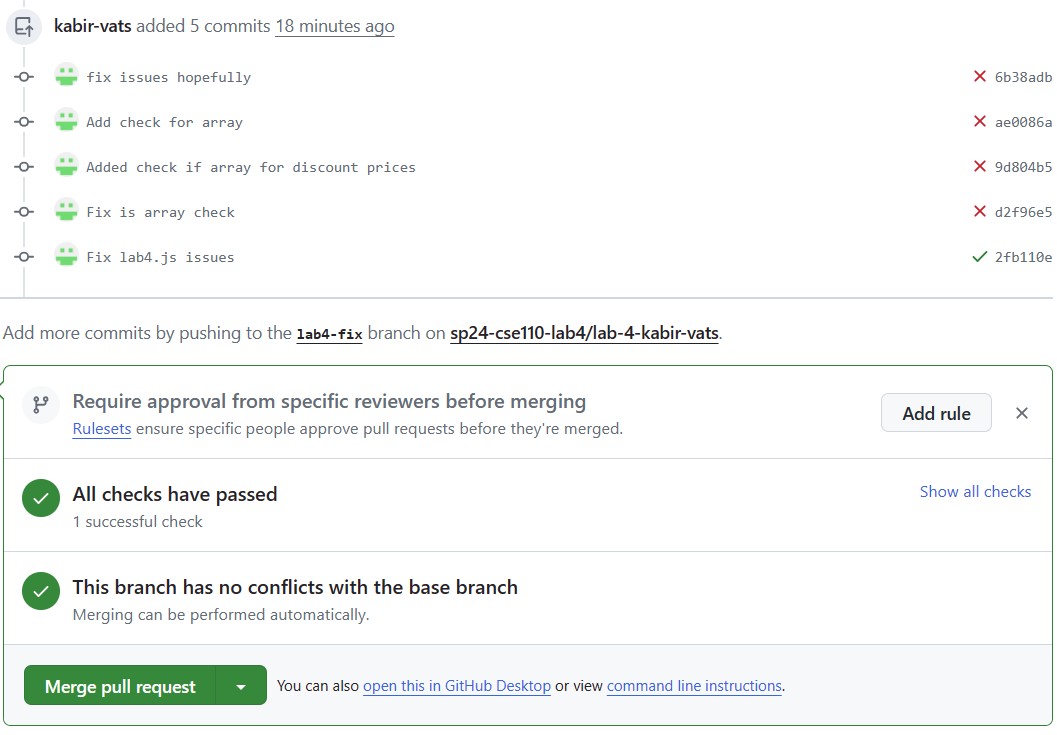 kabir-vats added 5 commits 18 minutes ago
fix issues hopefully 6b38adb
Add check for array ae0086a
Added check if array for discount prices 9d804b5
Fix is array check d2f96e5
Fix lab4.js issues 2fb110e
Add more commits by pushing to the lab4-fix branch on sp24-cse110-lab4/lab-4-kabir-vats.
Require approval from specific reviewers before merging
Rulesets ensure specific people approve pull requests before they're merged.
Add rule
All checks have passed
1 successful check
Show all checks
This branch has no conflicts with the base branch
Merging can be performed automatically.
Merge pull request
You can also open this in GitHub Desktop or view command line instructions.